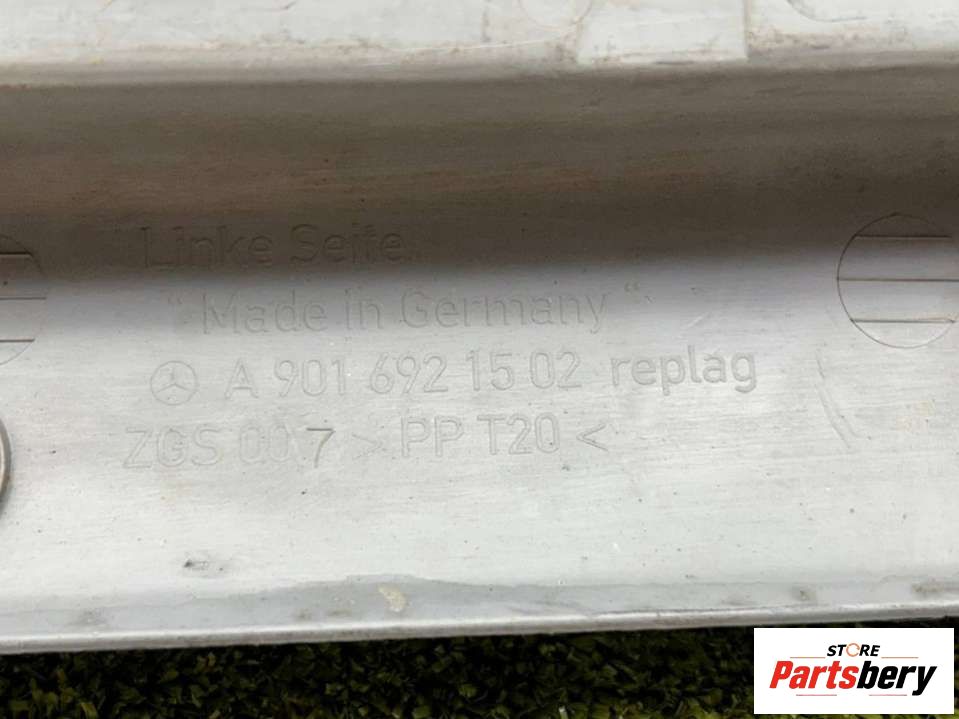 Linke Seite
" Made in Germany "
A 901 692 15 02 replag
ZGS 007 > PP T20 <
STORE
Partsbery